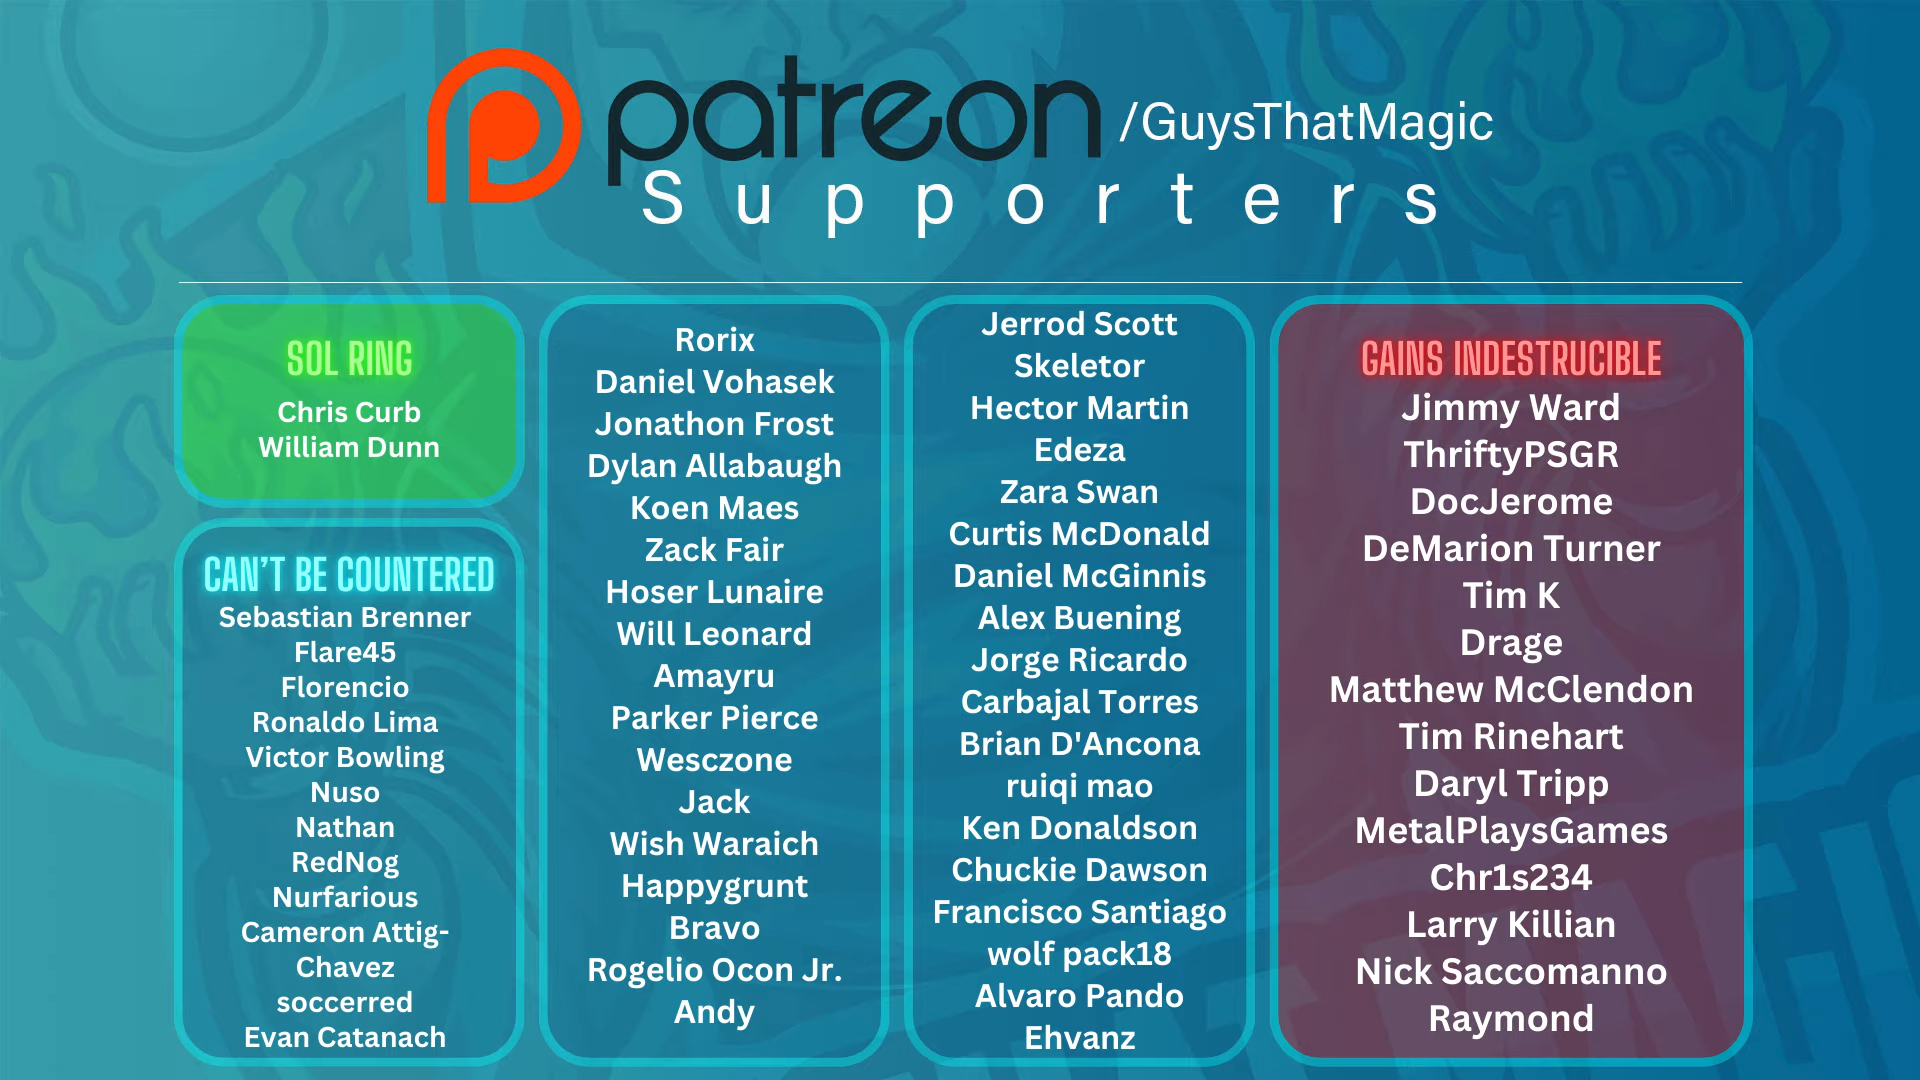 patreon /GuysThatMagic
Supporters
SOL RING
Chris Curb
William Dunn
CAN'T BE COUNTERED
Sebastian Brenner
Flare45
Florencio
Ronaldo Lima
Victor Bowling
Nuso
Nathan
RedNog
Nurfarious
Cameron Attig-
Chavez
soccerred
Evan Catanach
Rorix
Daniel Vohasek
Jonathon Frost
Dylan Allabaugh
Koen Maes
Zack Fair
Hoser Lunaire
Will Leonard
Amayru
Parker Pierce
Wesczone
Jack
Wish Waraich
Happygrunt
Bravo
Rogelio Ocon Jr.
Andy
Jerrod Scott
Skeletor
Hector Martin
Edeza
Zara Swan
Curtis McDonald
Daniel McGinnis
Alex Buening
Jorge Ricardo
Carbajal Torres
Brian D'Ancona
ruiqi mao
Ken Donaldson
Chuckie Dawson
Francisco Santiago
wolf pack18
Alvaro Pando
Ehvanz
GAINS INDESTRUCIBLE
Jimmy Ward
ThriftyPSGR
DocJerome
DeMarion Turner
Tim K
Drage
Matthew McClendon
Tim Rinehart
Daryl Tripp
MetalPlaysGames
Chr1s234
Larry Killian
Nick Saccomanno
Raymond